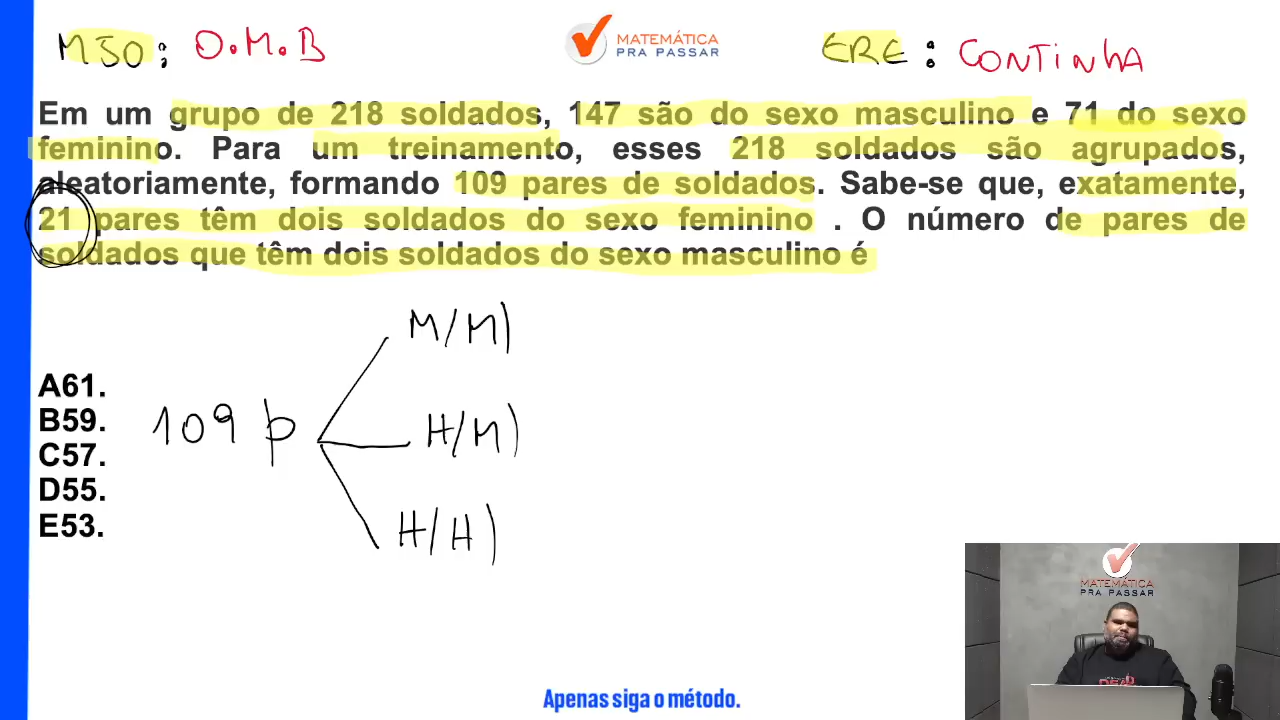 MJO: O.M.B
MATEMÁTICA
PRA PASSAR
ERE: CONTINHA
Em um grupo de 218 soldados, 147 são do sexo masculino e 71 do sexo
feminino. Para um treinamento, esses 218 soldados são agrupados,
aleatoriamente, formando 109 pares de soldados. Sabe-se que, exatamente,
21 pares têm dois soldados do sexo feminino . O número de pares de
soldados que têm dois soldados do sexo masculino é
M/M)
A61.
B59.
109 p
H/M)
C57.
D55.
E53.
H/H)
MATEMÁTICA
PRA PASSAR
Apenas siga o método.